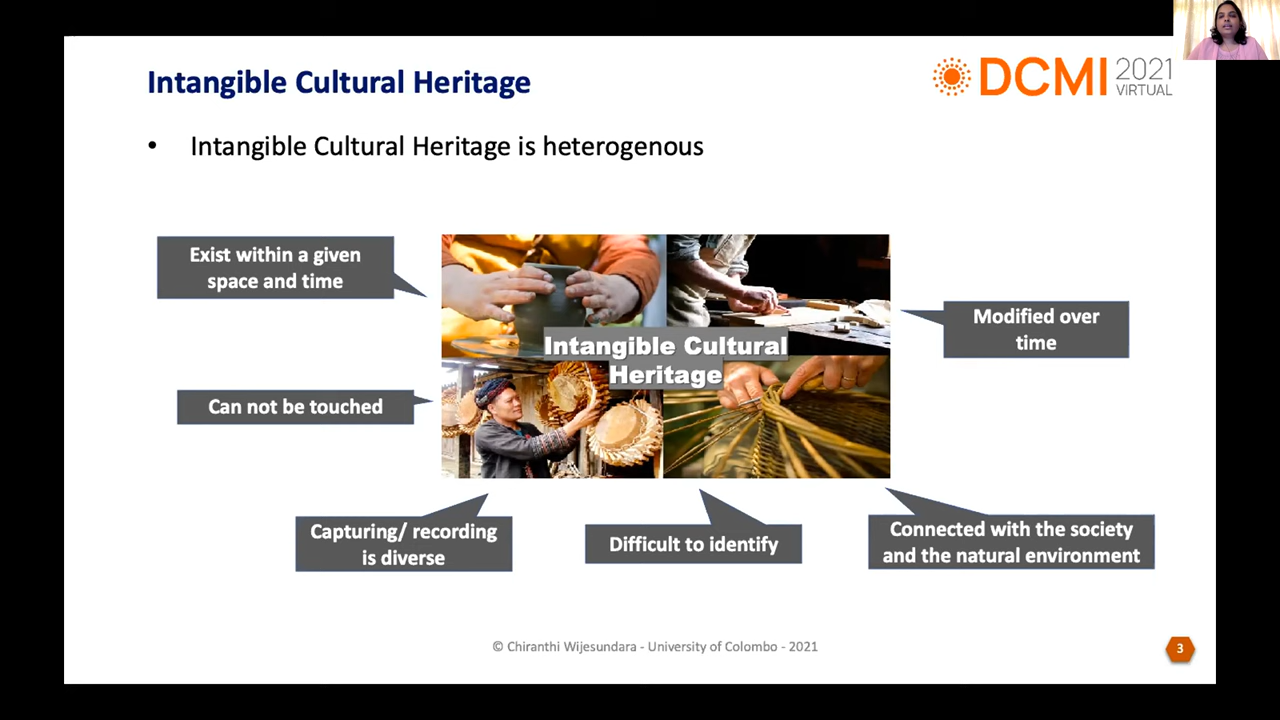 Intangible Cultural Heritage
DCMI 2021
VIRTUAL
• Intangible Cultural Heritage is heterogenous
Exist within a given
space and time
Modified over
time
Intangible Cultural
Heritage
Can not be touched
Capturing/ recording
is diverse
Difficult to identify
Connected with the society
and the natural environment
© Chiranthi Wijesundara - University of Colombo - 2021
3